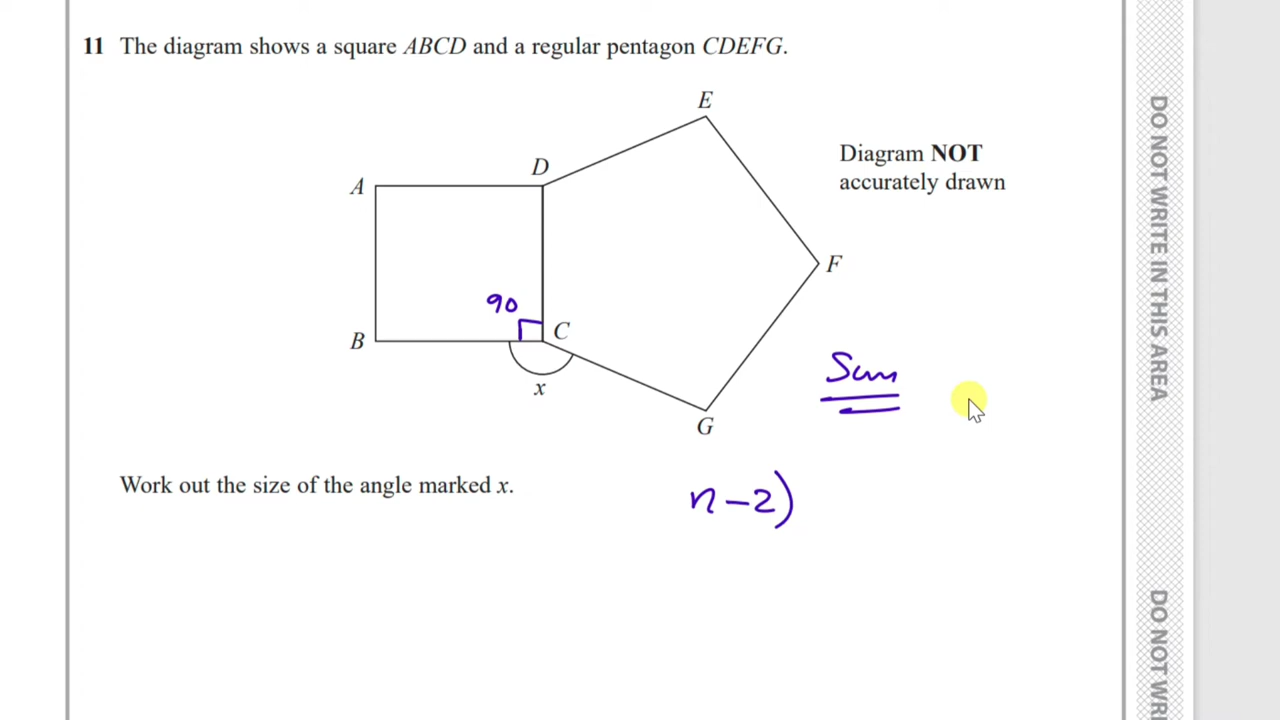 11 The diagram shows a square ABCD and a regular pentagon CDEFG.
E
Diagram NOT
accurately drawn
D
A
F
90
C
B
x
Sum
G
Work out the size of the angle marked x.
n-2)
DO NOT WRITE IN THIS AREA
DO NOT WRI